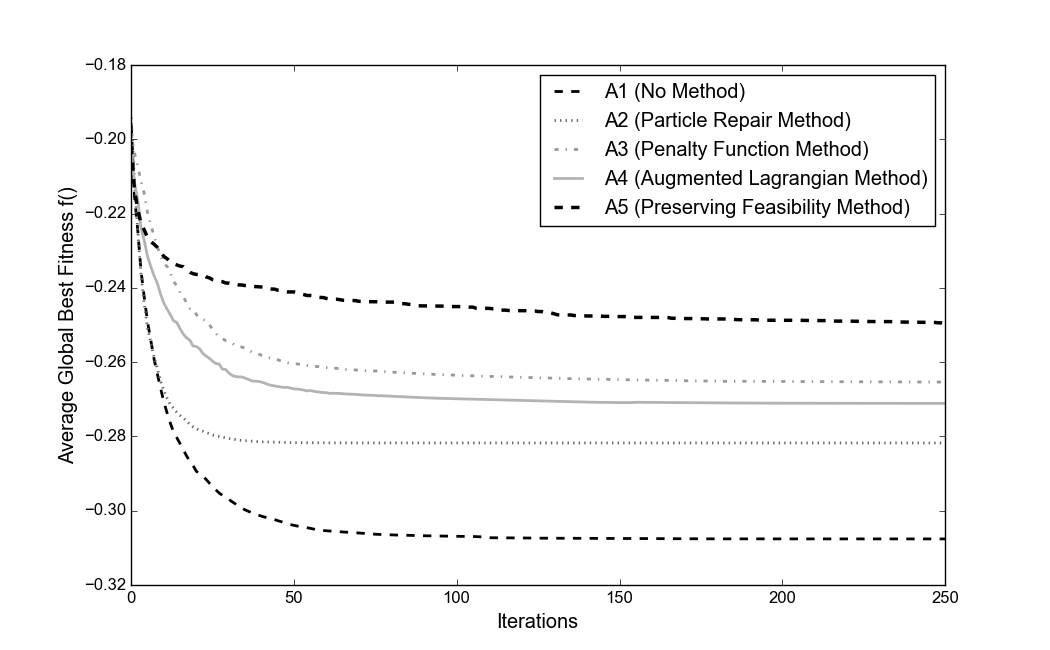 −0.18
−0.20
−0.22
−0.24
−0.26
−0.28
−0.30
−0.32
Average Global Best Fitness f()
A1 (No Method)
A2 (Particle Repair Method)
A3 (Penalty Function Method)
A4 (Augmented Lagrangian Method)
A5 (Preserving Feasibility Method)
0 50 100 150 200 250
Iterations